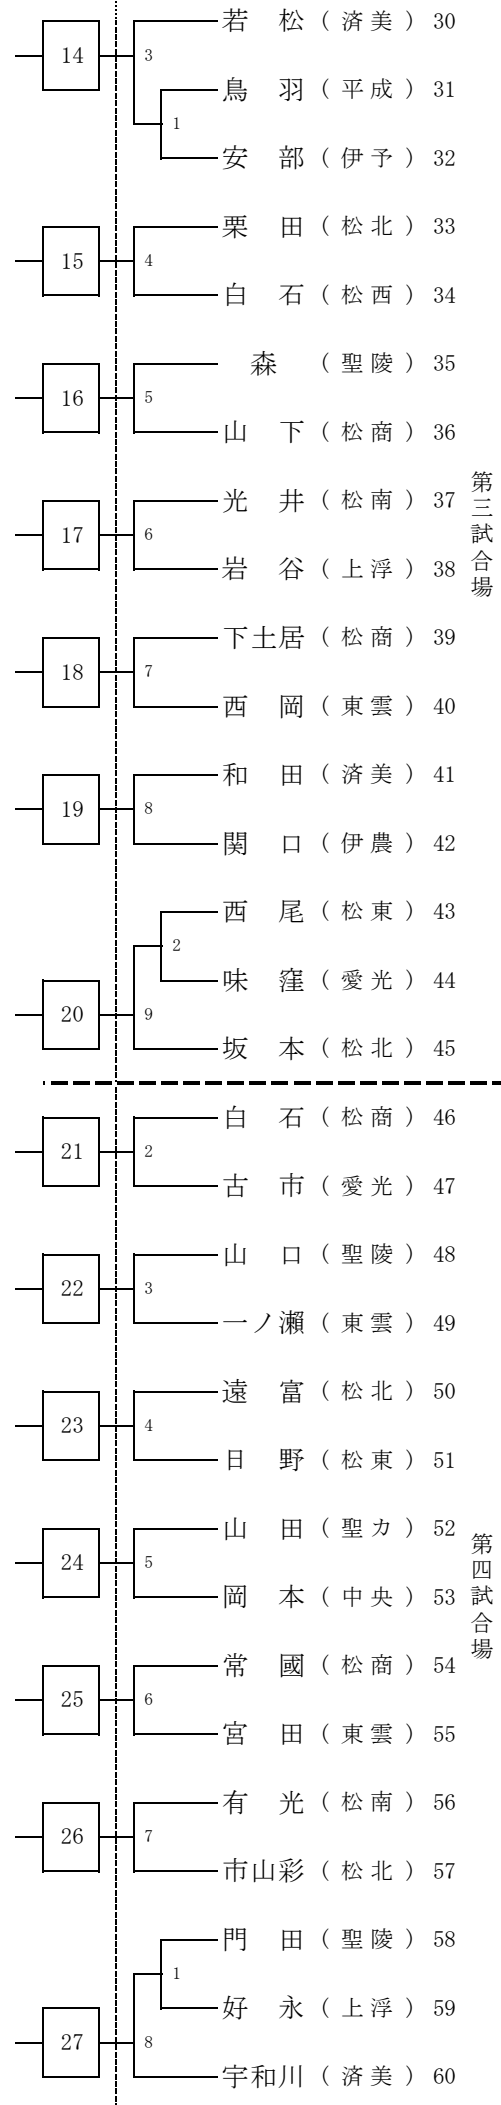 若 松 （ 済 美 ） 30
14 3
鳥 羽 （ 平 成 ） 31
1
安 部 （ 伊 予 ） 32
栗 田 （ 松 北 ） 33
15 4
白 石 （ 松 西 ） 34
森 （ 聖 陵 ） 35
16 5
山 下 （ 松 商 ） 36
光 井 （ 松 南 ） 37
17 6
岩 谷 （ 上 浮 ） 38
第三試合場
下土居 （ 松 商 ） 39
18 7
西 岡 （ 東 雲 ） 40
和 田 （ 済 美 ） 41
19 8
関 口 （ 伊 農 ） 42
西 尾 （ 松 東 ） 43
2
味 窪 （ 愛 光 ） 44
20 9
坂 本 （ 松 北 ） 45
白 石 （ 松 商 ） 46
21 2
古 市 （ 愛 光 ） 47
山 口 （ 聖 陵 ） 48
22 3
一ノ瀬 （ 東 雲 ） 49
遠 富 （ 松 北 ） 50
23 4
日 野 （ 松 東 ） 51
山 田 （ 聖 カ ） 52
24 5
岡 本 （ 中 央 ） 53
第四試合場
常 國 （ 松 商 ） 54
25 6
宮 田 （ 東 雲 ） 55
有 光 （ 松 南 ） 56
26 7
市山彩 （ 松 北 ） 57
門 田 （ 聖 陵 ） 58
1
好 永 （ 上 浮 ） 59
27 8
宇和川 （ 済 美 ） 60